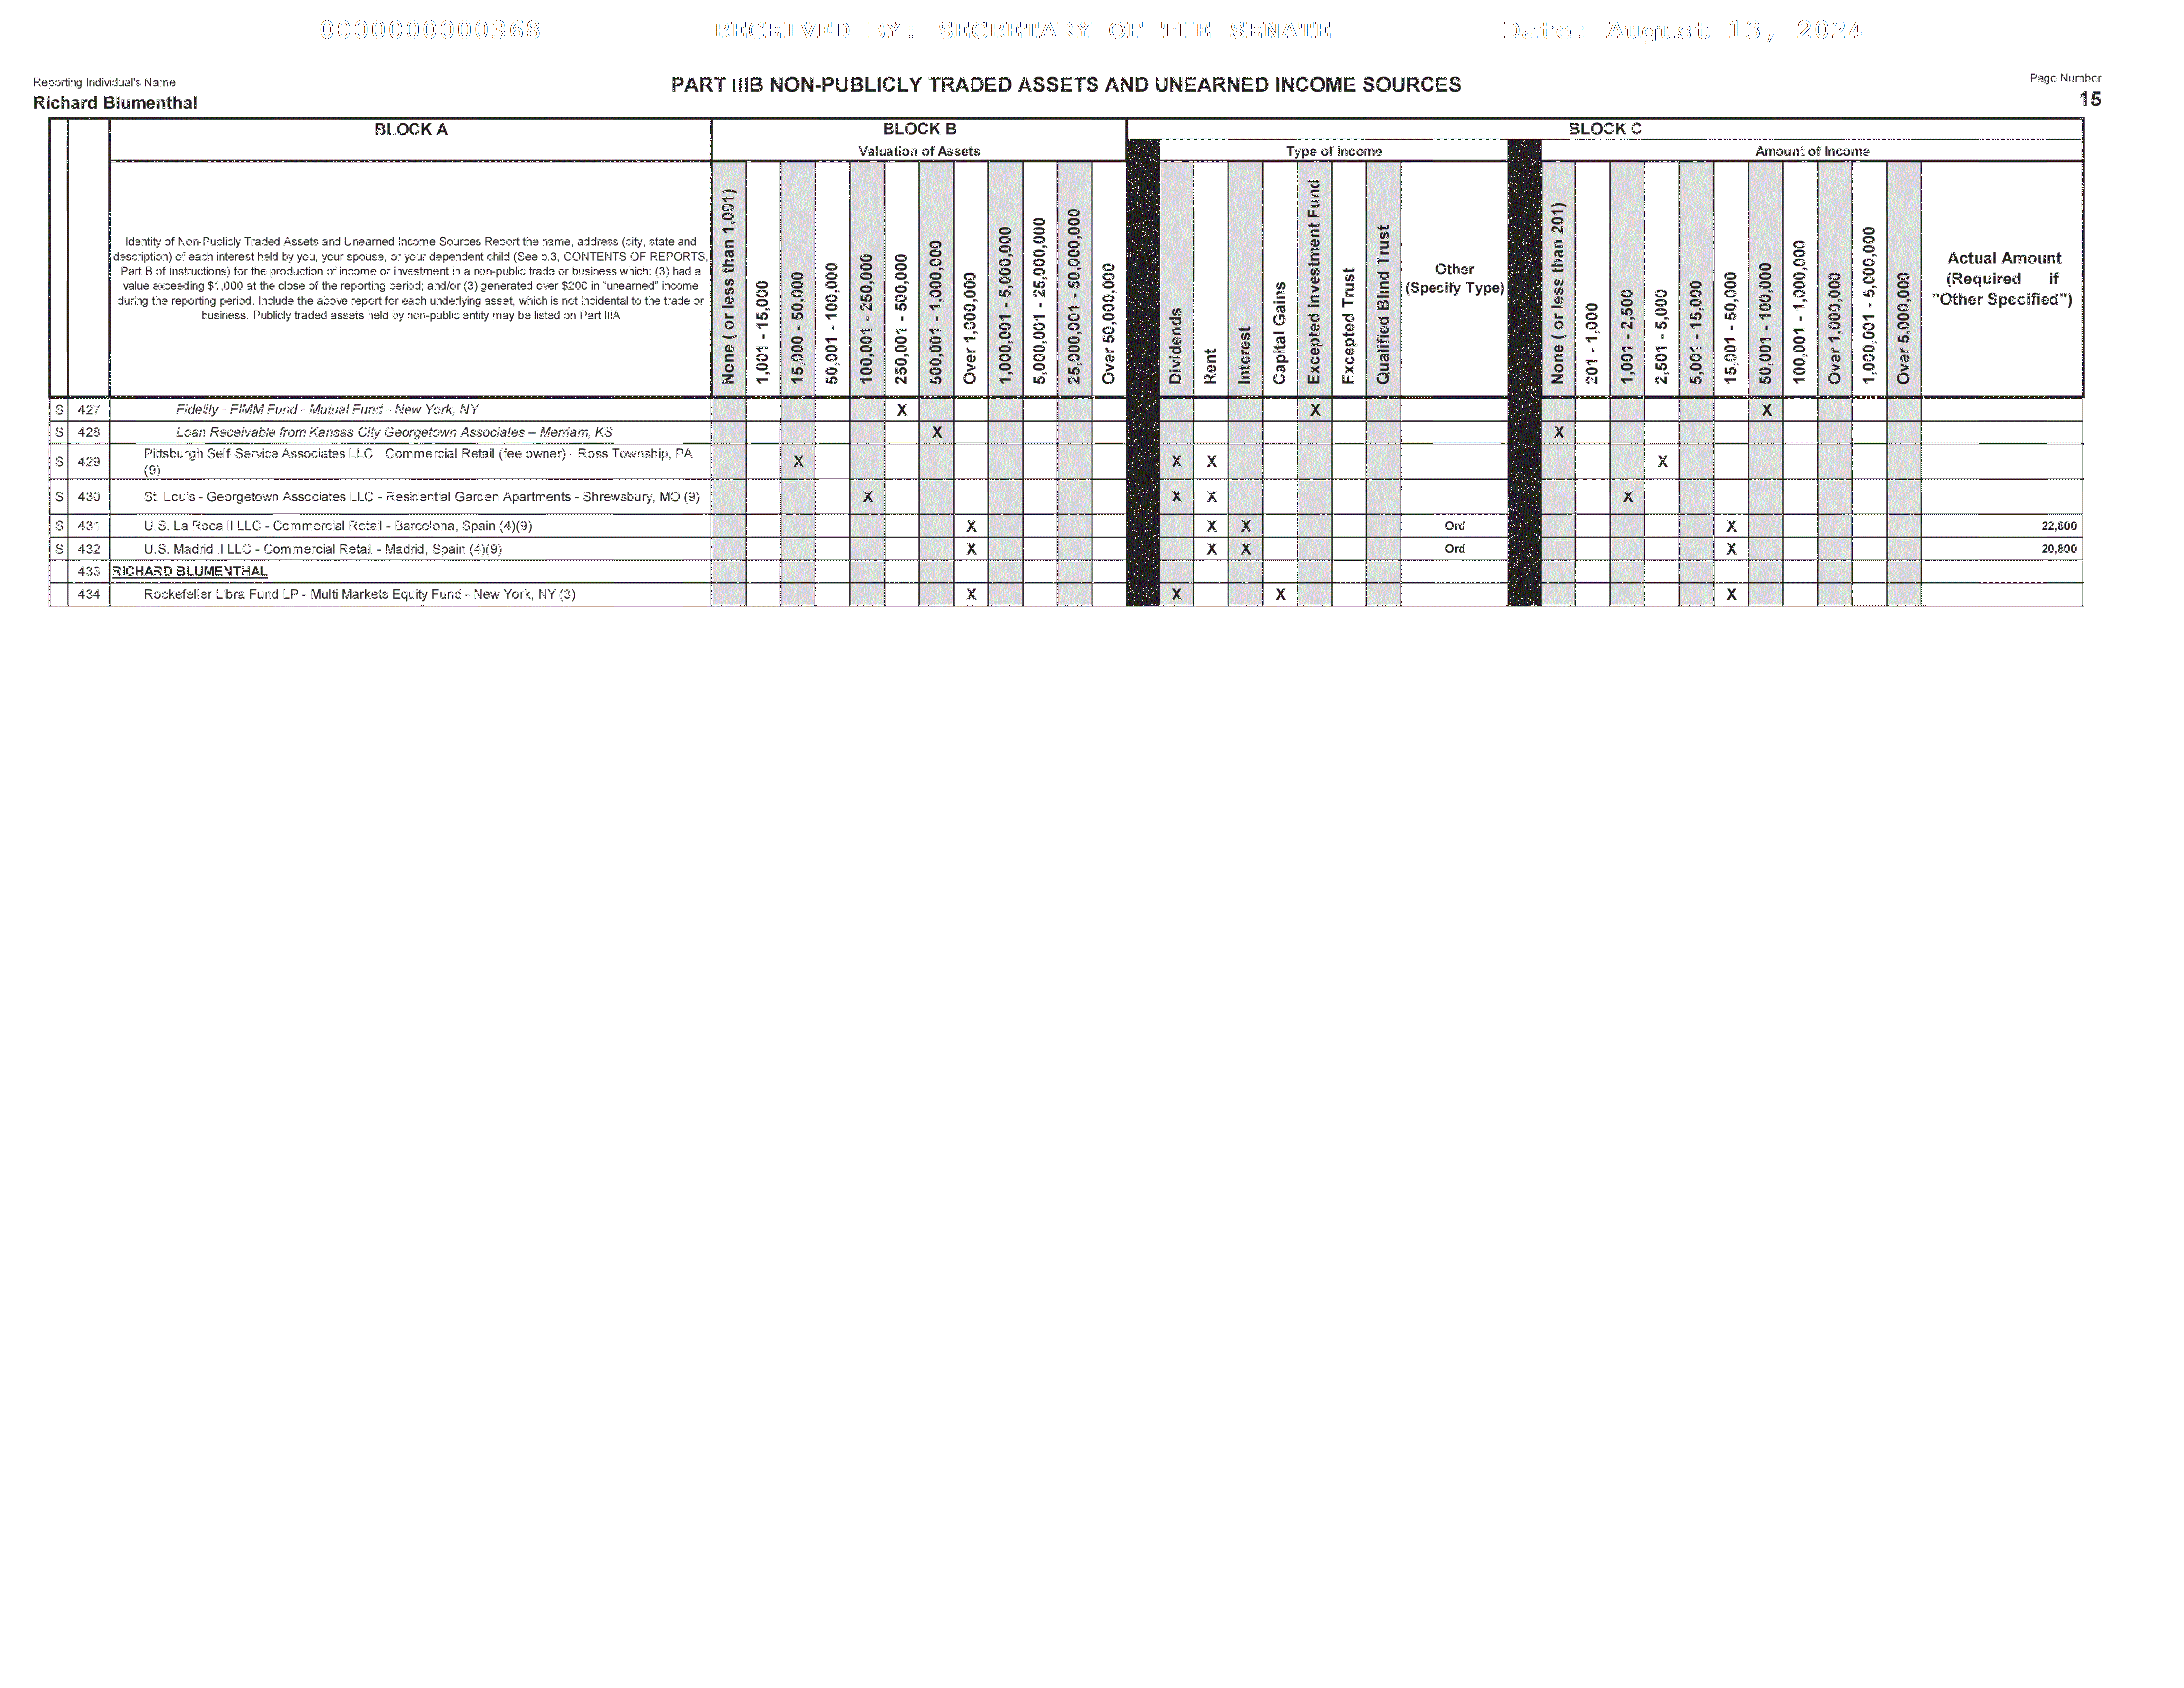 0000000000368 RECEIVED BY: SECRETARY OF THE SENATE Date: August 13, 2024
Reporting Individual's Name
Richard Blumenthal
PART IIIB NON-PUBLICLY TRADED ASSETS AND UNEARNED INCOME SOURCES
Page Number
15
BLOCK A BLOCK B BLOCK C
Valuation of Assets Type of Income Amount of Income
Identity of Non-Publicly Traded Assets and Unearned Income Sources Report the name, address (city, state and
description) of each interest held by you, your spouse, or your dependent child (See p.3, CONTENTS OF REPORTS,
Part B of Instructions) for the production of income or investment in a non-public trade or business which: (3) had a
value exceeding $1,000 at the close of the reporting period; and/or (3) generated over $200 in "unearned" income
during the reporting period. Include the above report for each underlying asset, which is not incidental to the trade or
business. Publicly traded assets held by non-public entity may be listed on Part IIIA
None ( or less than 1,001)
1,001 - 15,000
15,000 - 50,000
50,001 - 100,000
100,001 - 250,000
250,001 - 500,000
500,001 - 1,000,000
Over 1,000,000
1,000,001 - 5,000,000
5,000,001 - 25,000,000
25,000,001 - 50,000,000
Over 50,000,000
Dividends
Rent
Interest
Capital Gains
Excepted Investment Fund
Excepted Trust
Qualified Blind Trust
Other
(Specify Type)
None ( or less than 201)
201 - 1,000
1,001 - 2,500
2,501 - 5,000
5,001 - 15,000
15,001 - 50,000
50,001 - 100,000
100,001 - 1,000,000
Over 1,000,000
1,000,001 - 5,000,000
Over 5,000,000
Actual Amount
(Required if
"Other Specified")
S 427 Fidelity - FIMM Fund - Mutual Fund - New York, NY X X X
S 428 Loan Receivable from Kansas City Georgetown Associates – Merriam, KS X X
S 429 Pittsburgh Self-Service Associates LLC - Commercial Retail (fee owner) - Ross Township, PA
(9) X X X X
S 430 St. Louis - Georgetown Associates LLC - Residential Garden Apartments - Shrewsbury, MO (9) X X X X
S 431 U.S. La Roca II LLC - Commercial Retail - Barcelona, Spain (4)(9) X X X Ord X 22,800
S 432 U.S. Madrid II LLC - Commercial Retail - Madrid, Spain (4)(9) X X X Ord X 20,800
433 RICHARD BLUMENTHAL
434 Rockefeller Libra Fund LP - Multi Markets Equity Fund - New York, NY (3) X X X X